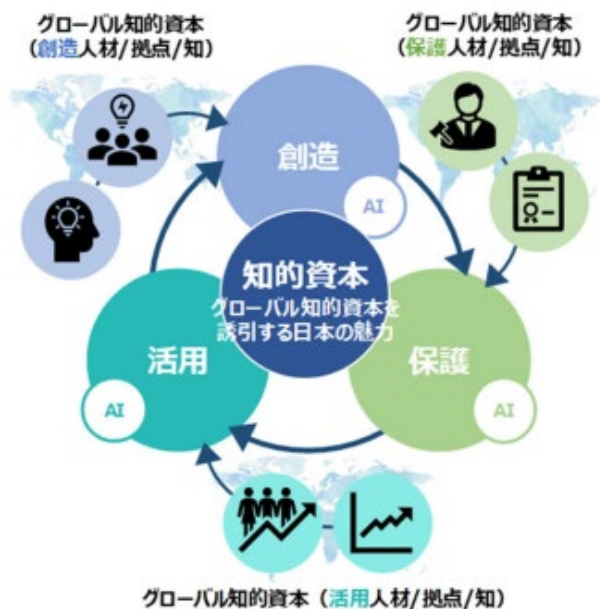 グローバル知的資本
（創造人材/拠点/知）
グローバル知的資本
（保護人材/拠点/知）
創造
AI
知的資本
グローバル知的資本を
誘引する日本の魅力
活用
AI
保護
AI
グローバル知的資本（活用人材/拠点/知）